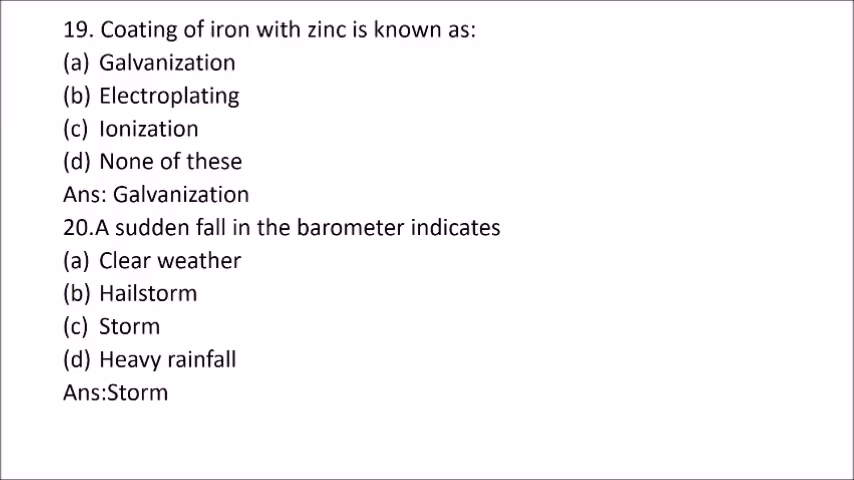 19. Coating of iron with zinc is known as:
(a) Galvanization
(b) Electroplating
(c) Ionization
(d) None of these
Ans: Galvanization
20.A sudden fall in the barometer indicates
(a) Clear weather
(b) Hailstorm
(c) Storm
(d) Heavy rainfall
Ans:Storm